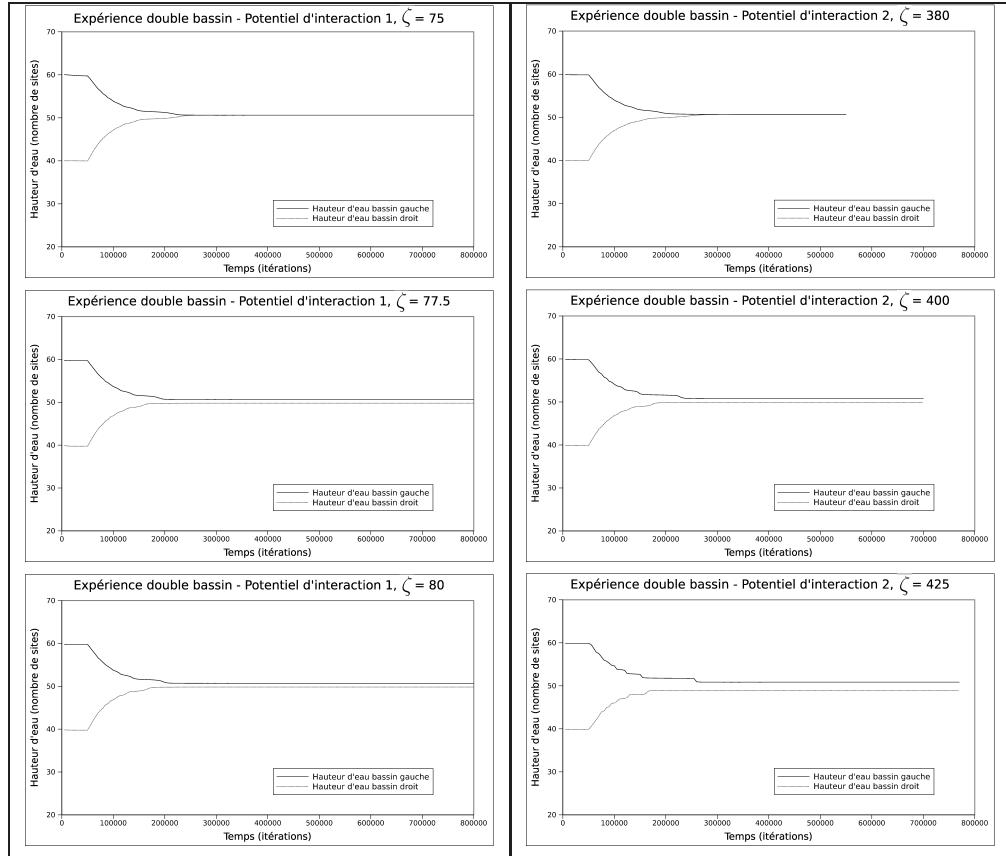 Expérience double bassin - Potentiel d'interaction 1, ζ = 75
Hauteur d'eau (nombre de sites)
70
60
50
40
30
20
Hauteur d'eau bassin gauche
Hauteur d'eau bassin droit
0 100000 200000 300000 400000 500000 600000 700000 800000
Temps (itérations)
Expérience double bassin - Potentiel d'interaction 2, ζ = 380
Hauteur d'eau (nombre de sites)
70
60
50
40
30
20
Hauteur d'eau bassin gauche
Hauteur d'eau bassin droit
0 100000 200000 300000 400000 500000 600000 700000 800000
Temps (itérations)
Expérience double bassin - Potentiel d'interaction 1, ζ = 77.5
Hauteur d'eau (nombre de sites)
70
60
50
40
30
20
Hauteur d'eau bassin gauche
Hauteur d'eau bassin droit
0 100000 200000 300000 400000 500000 600000 700000 800000
Temps (itérations)
Expérience double bassin - Potentiel d'interaction 2, ζ = 400
Hauteur d'eau (nombre de sites)
70
60
50
40
30
20
Hauteur d'eau bassin gauche
Hauteur d'eau bassin droit
0 100000 200000 300000 400000 500000 600000 700000 800000
Temps (itérations)
Expérience double bassin - Potentiel d'interaction 1, ζ = 80
Hauteur d'eau (nombre de sites)
70
60
50
40
30
20
Hauteur d'eau bassin gauche
Hauteur d'eau bassin droit
0 100000 200000 300000 400000 500000 600000 700000 800000
Temps (itérations)
Expérience double bassin - Potentiel d'interaction 2, ζ = 425
Hauteur d'eau (nombre de sites)
70
60
50
40
30
20
Hauteur d'eau bassin gauche
Hauteur d'eau bassin droit
0 100000 200000 300000 400000 500000 600000 700000 800000
Temps (itérations)